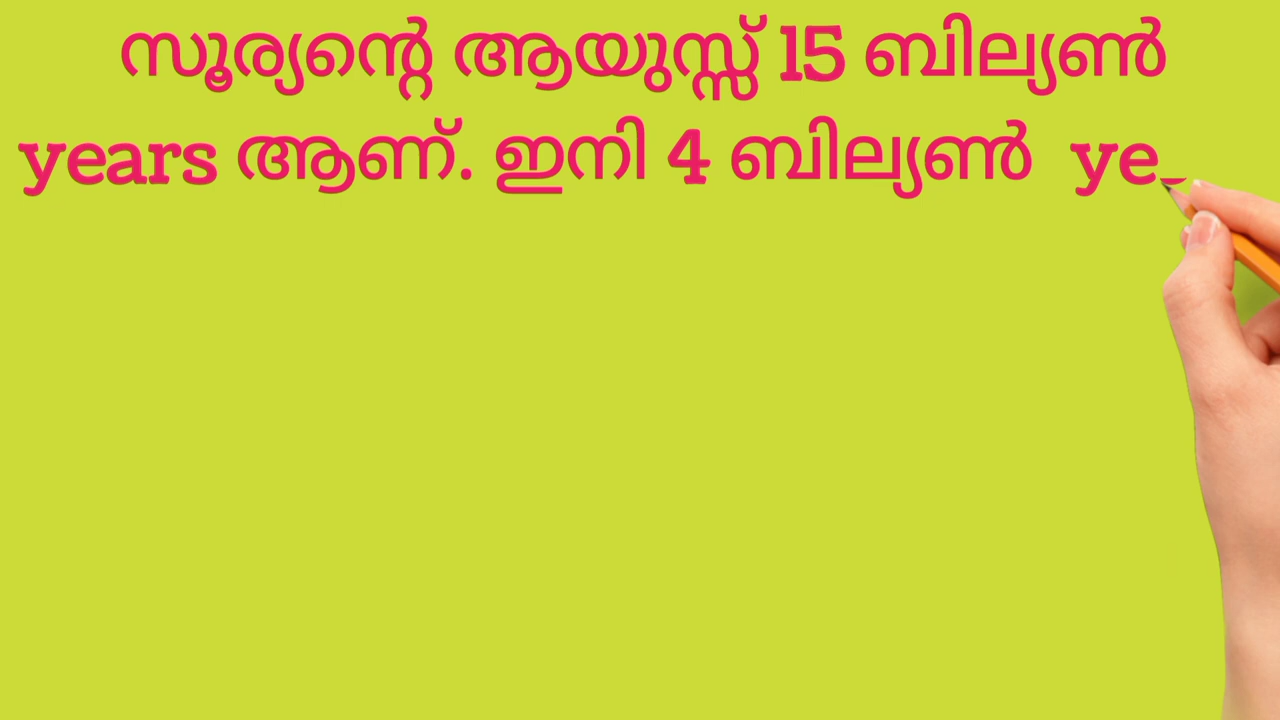 സൂര്യന്റെ ആയുസ്സ് 15 ബില്യൺ
years ആണ്. ഇനി 4 ബില്യൺ ye